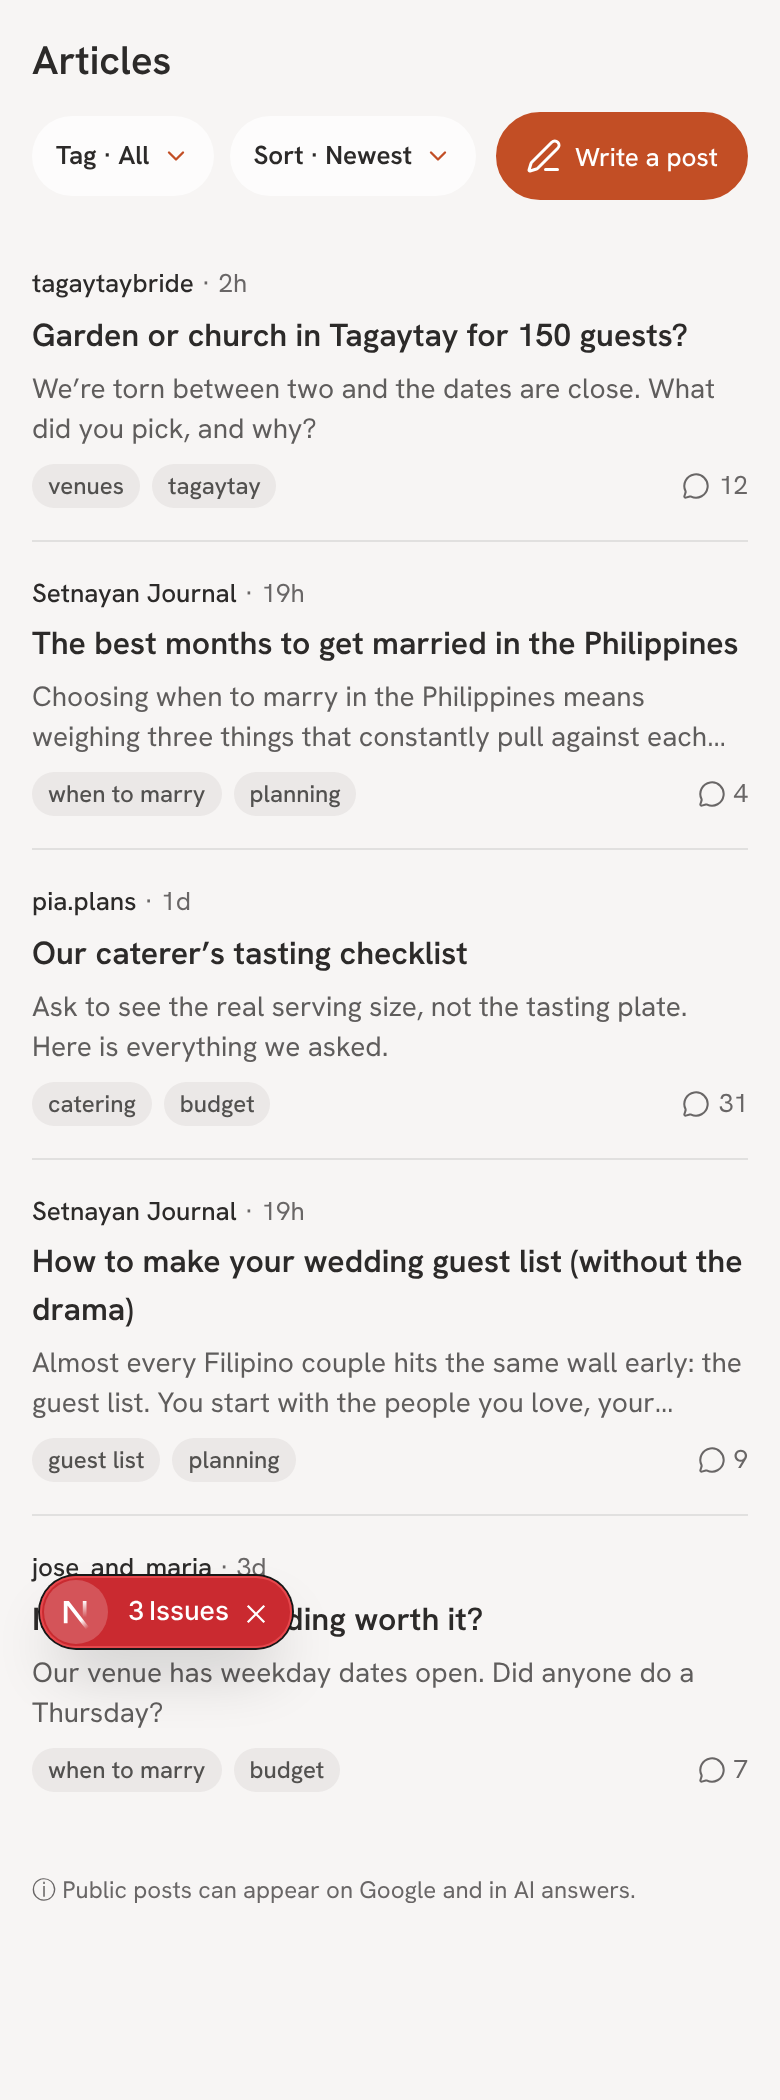 Articles
Tag · All
Sort · Newest
Write a post
tagaytaybride · 2h
Garden or church in Tagaytay for 150 guests?
We’re torn between two and the dates are close. What
did you pick, and why?
venues
tagaytay
12
Setnayan Journal · 19h
The best months to get married in the Philippines
Choosing when to marry in the Philippines means
weighing three things that constantly pull against each…
when to marry
planning
4
pia.plans · 1d
Our caterer’s tasting checklist
Ask to see the real serving size, not the tasting plate.
Here is everything we asked.
catering
budget
31
Setnayan Journal · 19h
How to make your wedding guest list (without the
drama)
Almost every Filipino couple hits the same wall early: the
guest list. You start with the people you love, your…
guest list
planning
9
jose_and_maria · 3d
N 3 Issues
worth it?
Our venue has weekday dates open. Did anyone do a
Thursday?
when to marry
budget
7
Public posts can appear on Google and in AI answers.